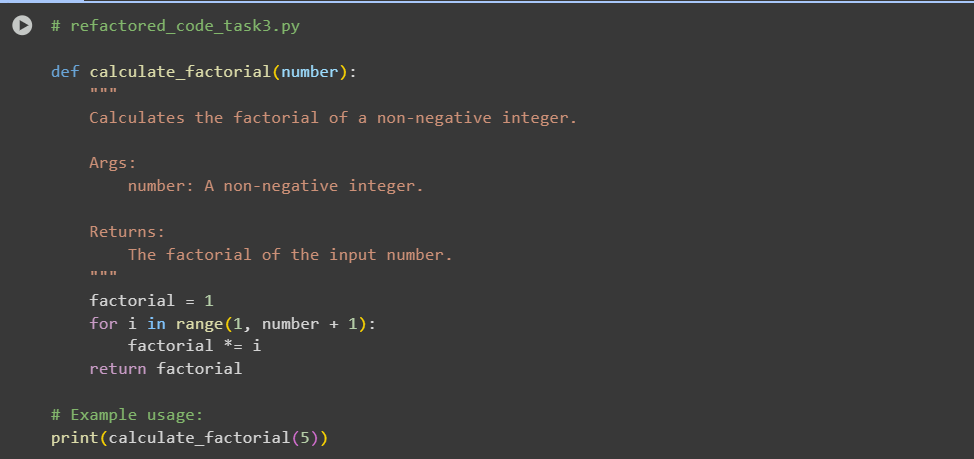 # refactored_code_task3.py
def calculate_factorial(number):
"""
Calculates the factorial of a non-negative integer.
Args:
number: A non-negative integer.
Returns:
The factorial of the input number.
"""
factorial = 1
for i in range(1, number + 1):
factorial *= i
return factorial
# Example usage:
print(calculate_factorial(5))